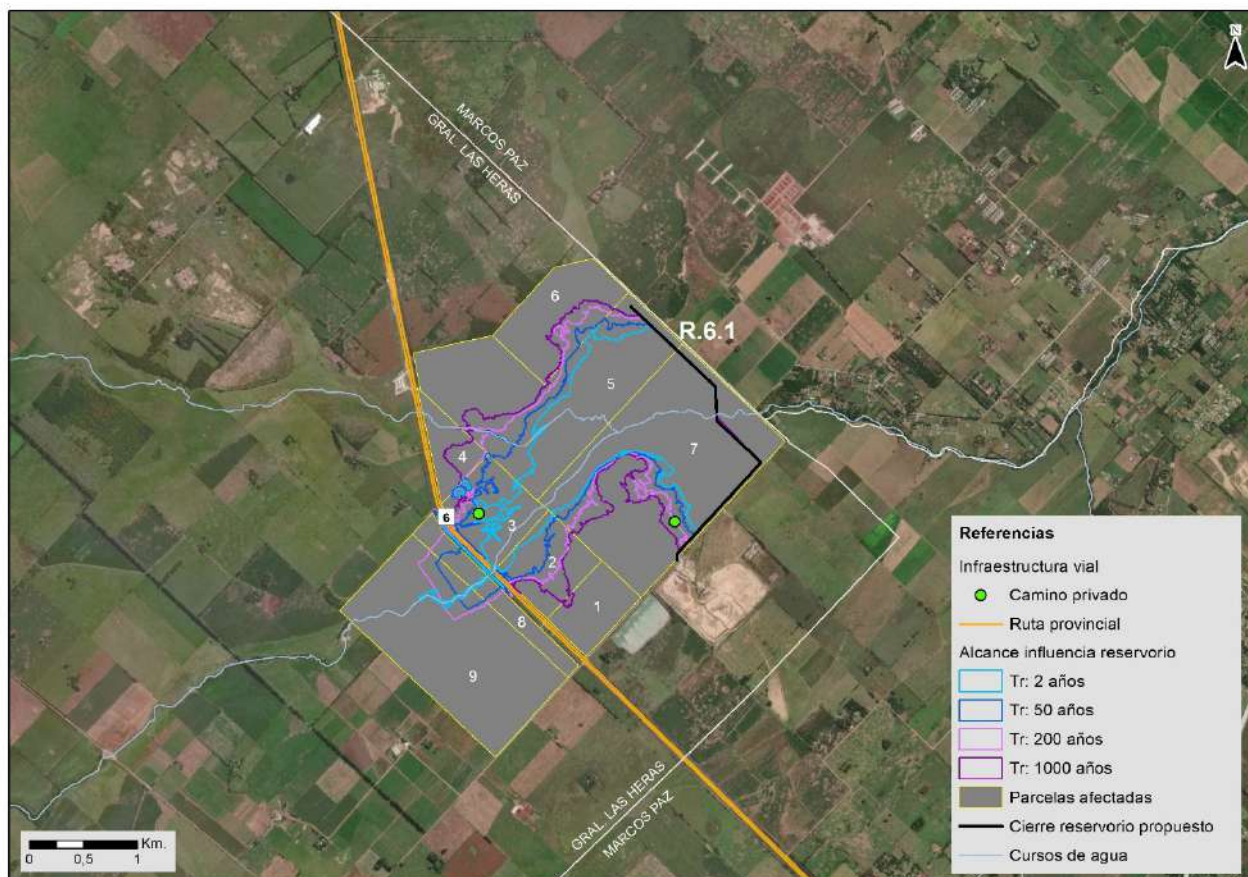 N
MARCOS PAZ
GRAL. LAS HERAS
6
R.6.1
5
7
4
6
3
2
1
8
9
GRAL. LAS HERAS
MARCOS PAZ
Referencias
Infraestructura vial
Camino privado
Ruta provincial
Alcance influencia reservorio
Tr: 2 años
Tr: 50 años
Tr: 200 años
Tr: 1000 años
Parcelas afectadas
Cierre reservorio propuesto
Cursos de agua
Km.
0 0,5 1